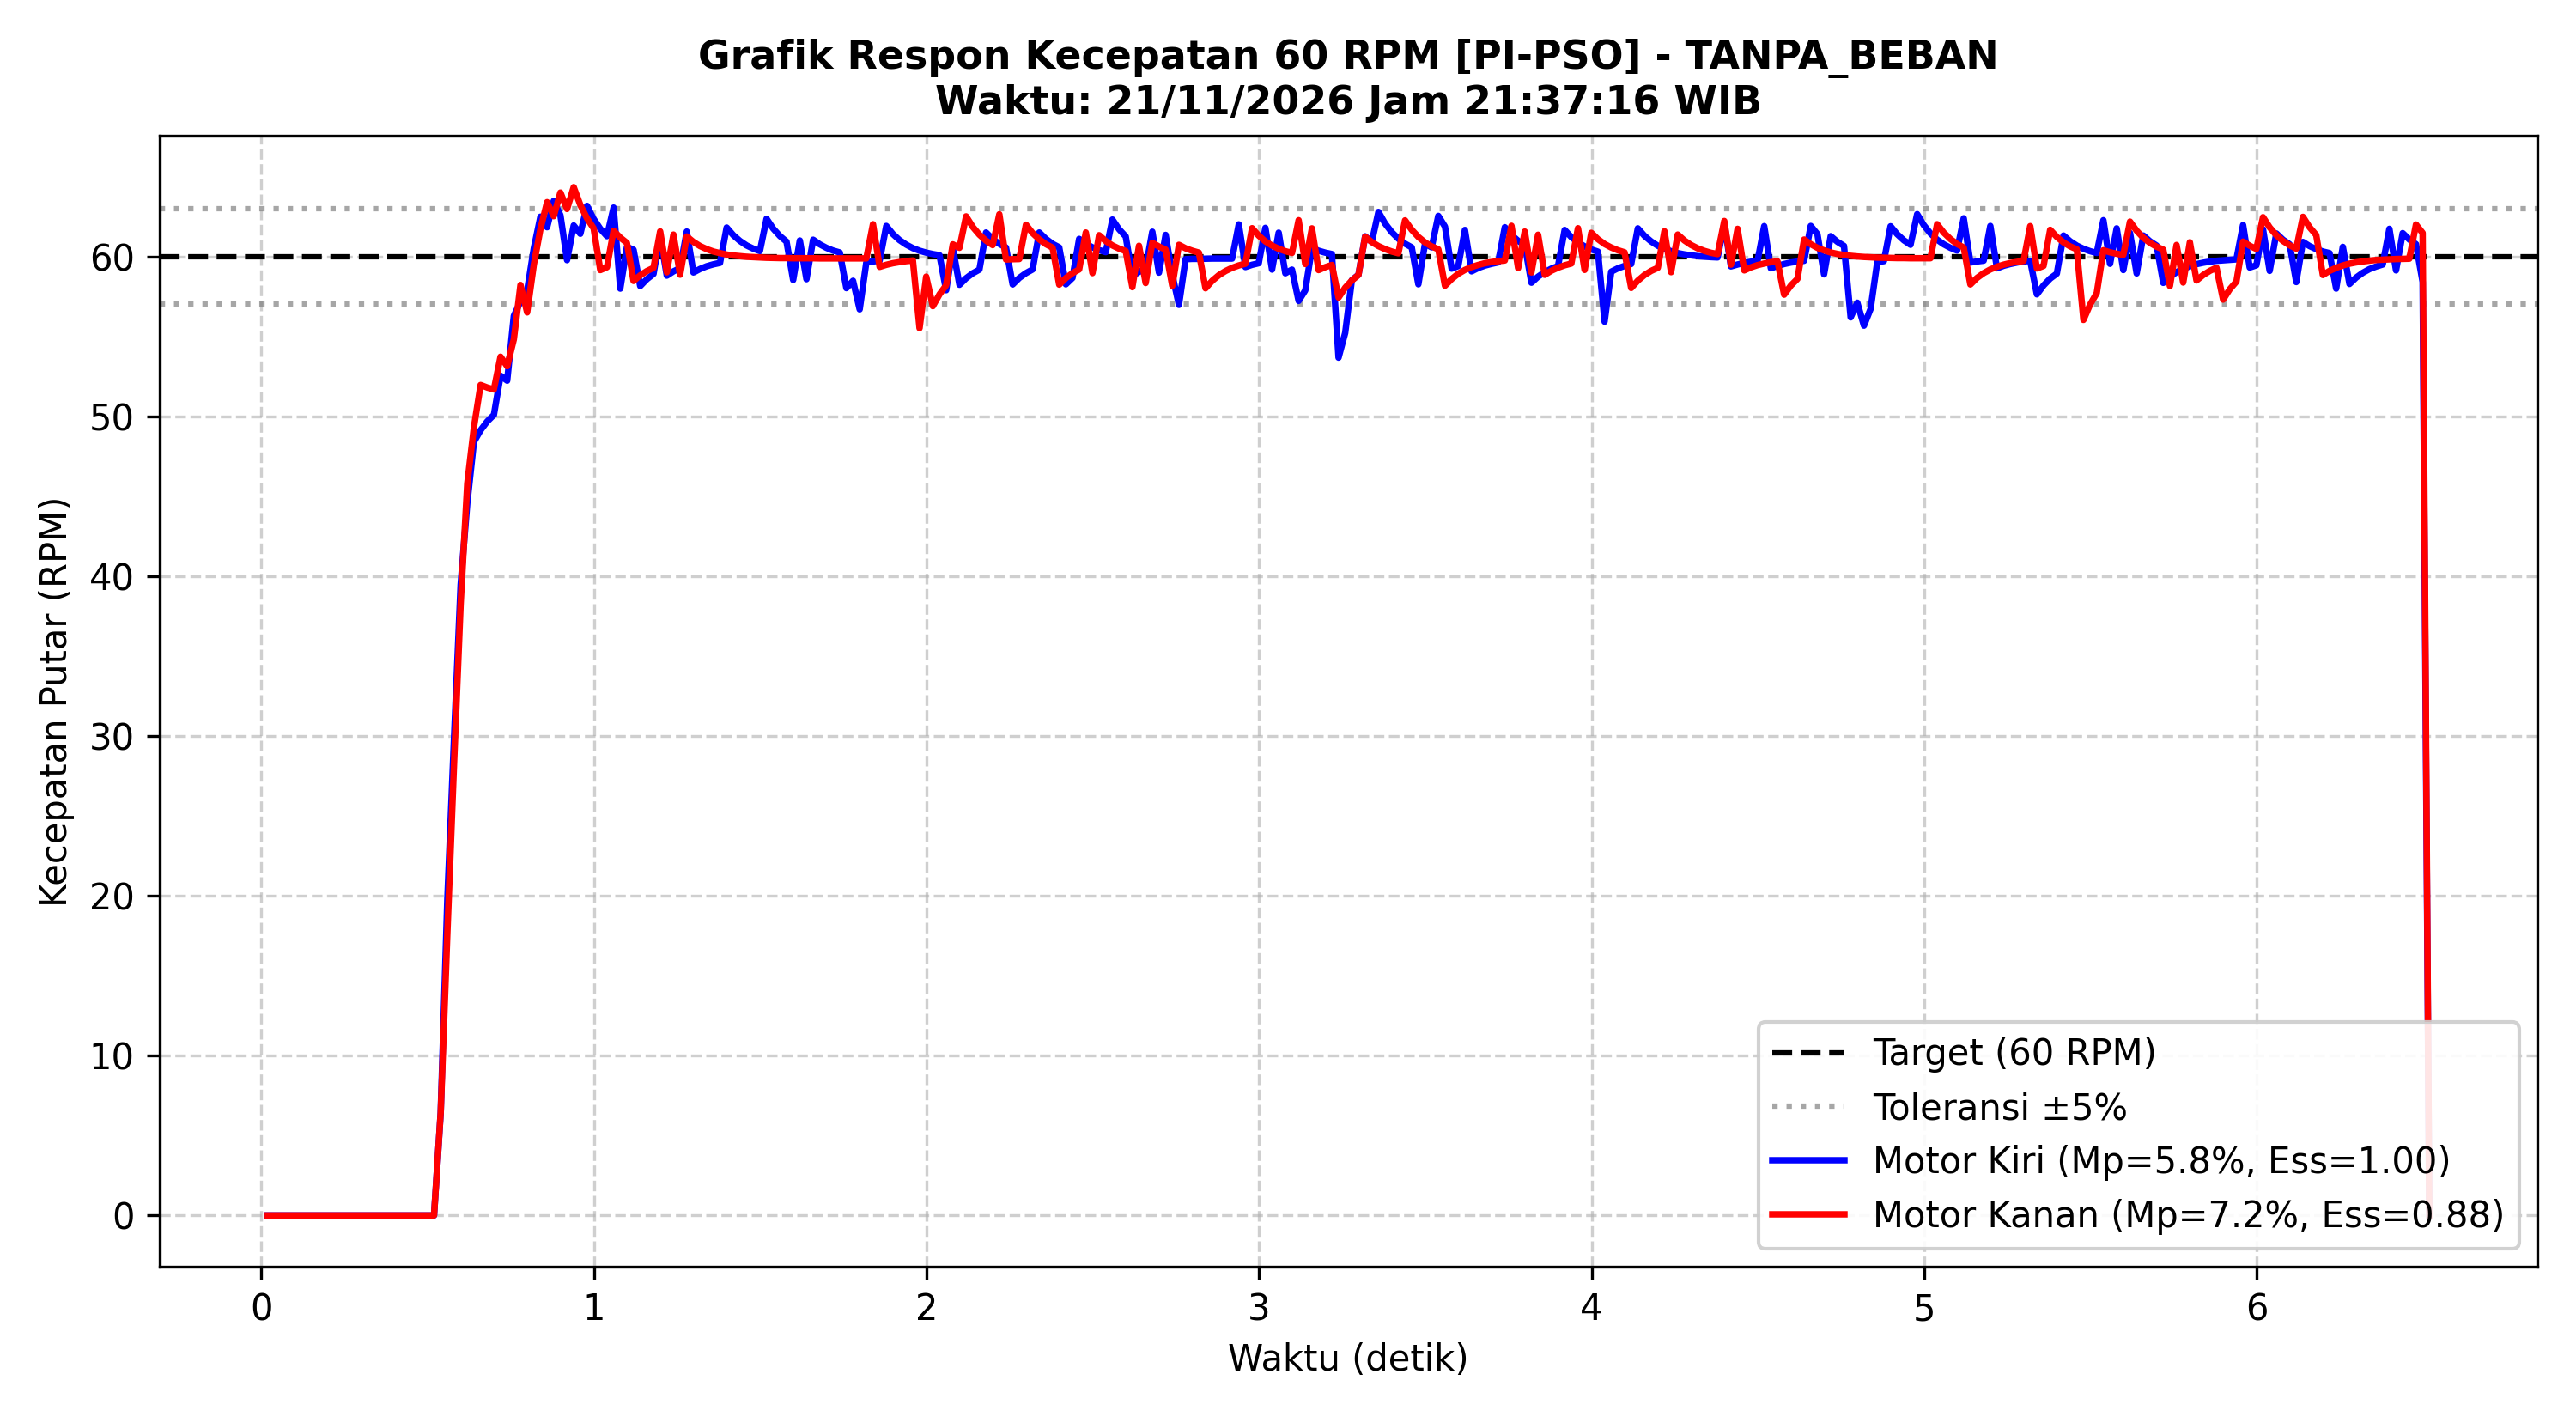 Grafik Respon Kecepatan 60 RPM [PI-PSO] - TANPA_BEBAN
Waktu: 21/11/2026 Jam 21:37:16 WIB
Kecepatan Putar (RPM)
60
50
40
30
20
10
0
Target (60 RPM)
Toleransi ±5%
Motor Kiri (Mp=5.8%, Ess=1.00)
Motor Kanan (Mp=7.2%, Ess=0.88)
0 1 2 3 4 5 6
Waktu (detik)